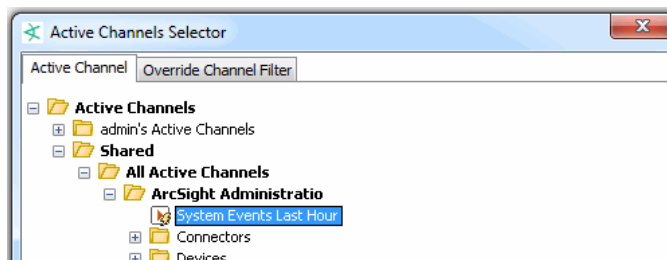 Active Channels Selector
Active Channel Override Channel Filter
Active Channels
admin's Active Channels
Shared
All Active Channels
ArcSight Administratio
System Events Last Hour
Connectors
Devices